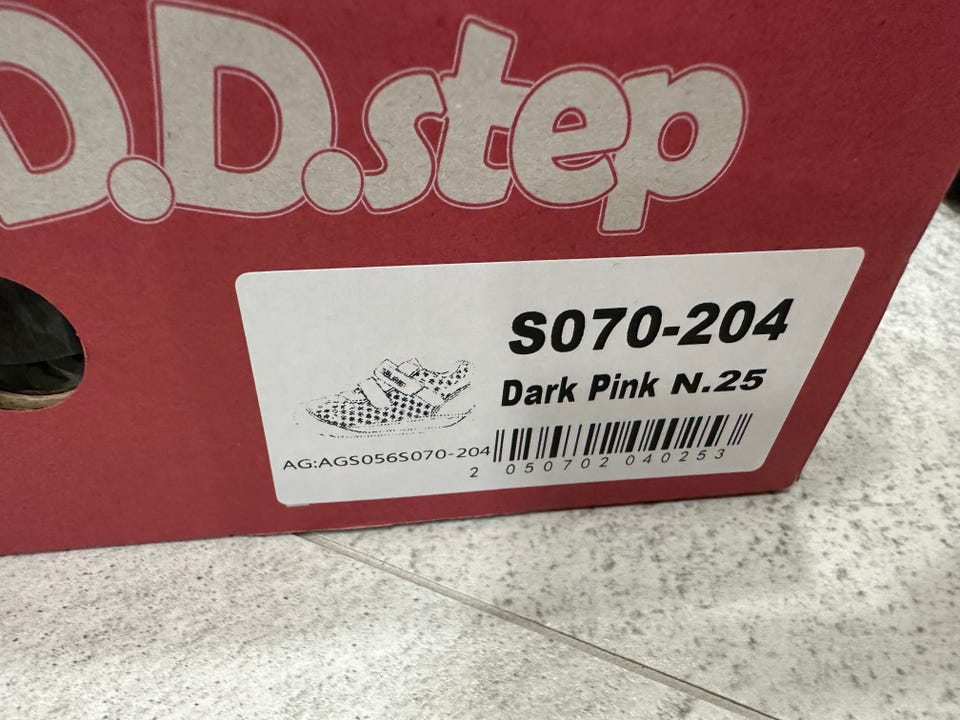 D.D.step
S070-204
Dark Pink N.25
AG:AGS056S070-204
2 050702 040253